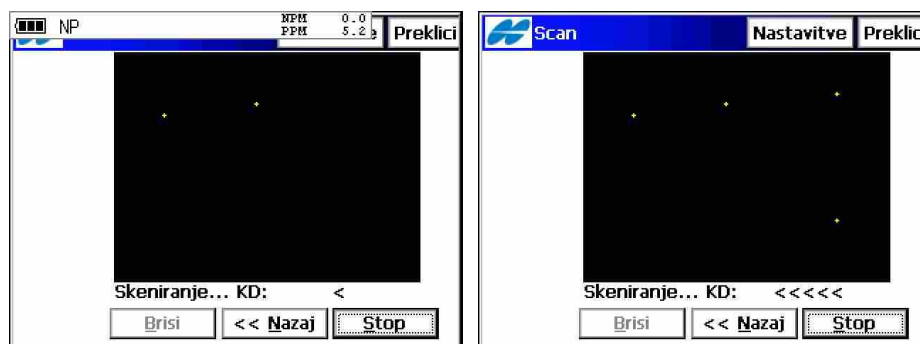 NP
NPM 0.0
PPM 5.2
Preklici
Skeniranje... KD: <
Brisi << Nazaj Stop
Scan Nastavitve Preklic
Skeniranje... KD: <<<<<
Brisi << Nazaj Stop